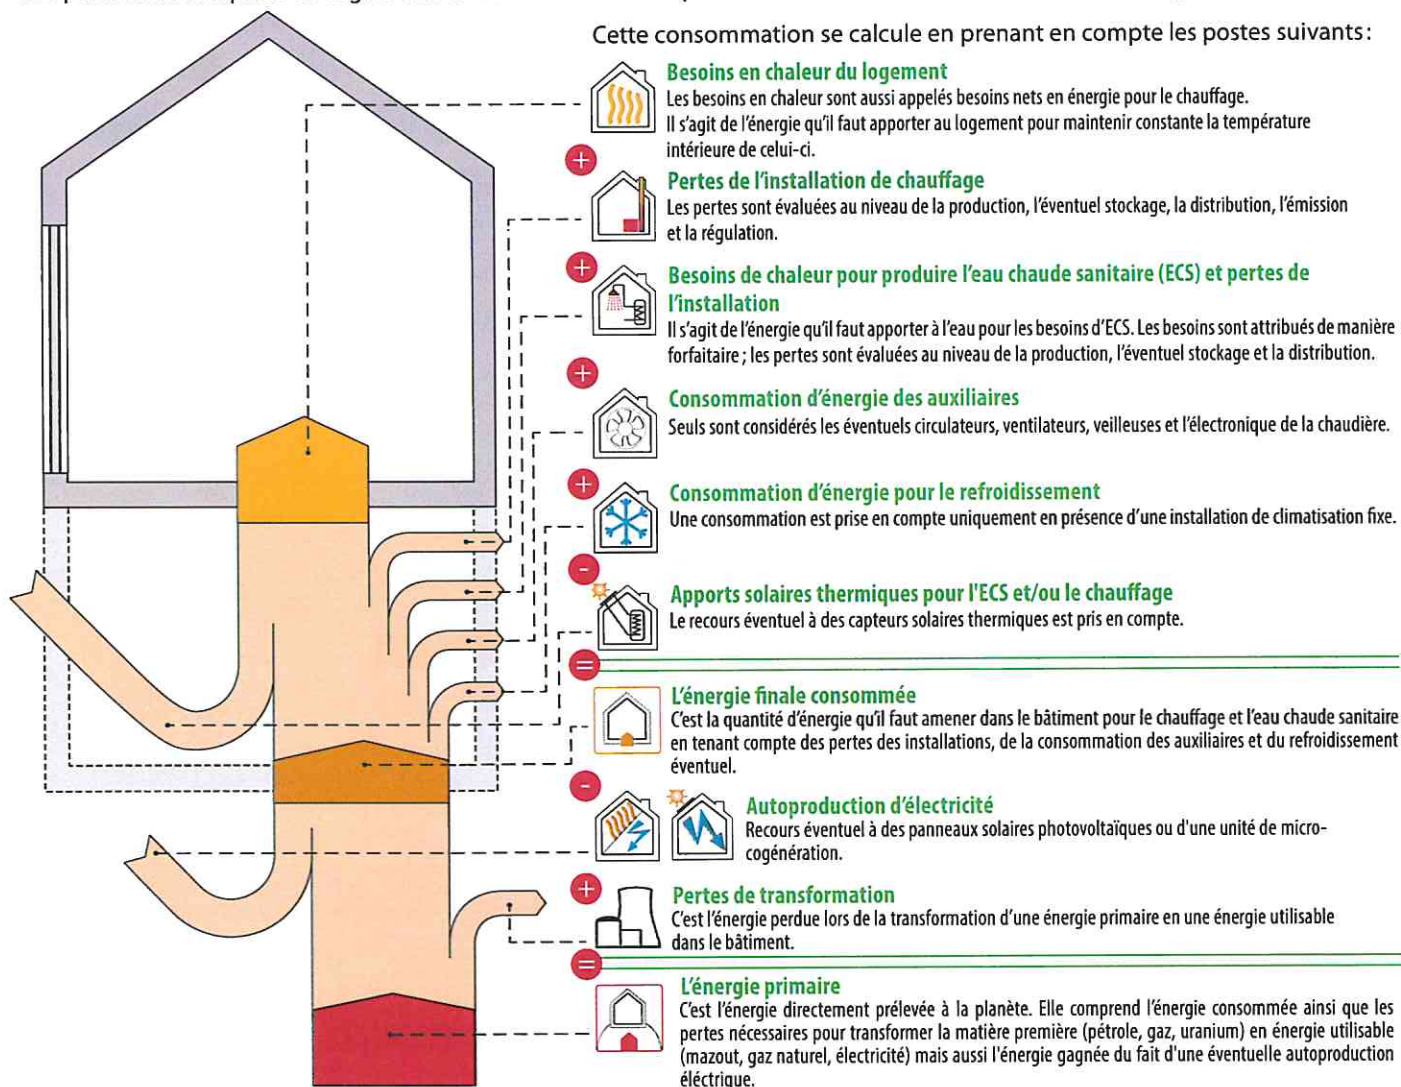 Cette consommation se calcule en prenant en compte les postes suivants:
Besoins en chaleur du logement
Les besoins en chaleur sont aussi appelés besoins nets en énergie pour le chauffage.
Il s'agit de l'énergie qu'il faut apporter au logement pour maintenir constante la température
intérieure de celui-ci.
+
Pertes de l'installation de chauffage
Les pertes sont évaluées au niveau de la production, l'éventuel stockage, la distribution, l'émission
et la régulation.
+
Besoins de chaleur pour produire l'eau chaude sanitaire (ECS) et pertes de
l'installation
Il s'agit de l'énergie qu'il faut apporter à l'eau pour les besoins d'ECS. Les besoins sont attribués de manière
forfaitaire ; les pertes sont évaluées au niveau de la production, l'éventuel stockage et la distribution.
+
Consommation d'énergie des auxiliaires
Seuls sont considérés les éventuels circulateurs, ventilateurs, veilleuses et l'électronique de la chaudière.
+
Consommation d'énergie pour le refroidissement
Une consommation est prise en compte uniquement en présence d'une installation de climatisation fixe.
-
Apports solaires thermiques pour l'ECS et/ou le chauffage
Le recours éventuel à des capteurs solaires thermiques est pris en compte.
=
L'énergie finale consommée
C'est la quantité d'énergie qu'il faut amener dans le bâtiment pour le chauffage et l'eau chaude sanitaire
en tenant compte des pertes des installations, de la consommation des auxiliaires et du refroidissement
éventuel.
-
Autoproduction d'électricité
Recours éventuel à des panneaux solaires photovoltaïques ou d'une unité de micro-
cogénération.
+
Pertes de transformation
C'est l'énergie perdue lors de la transformation d'une énergie primaire en une énergie utilisable
dans le bâtiment.
=
L'énergie primaire
C'est l'énergie directement prélevée à la planète. Elle comprend l'énergie consommée ainsi que les
pertes nécessaires pour transformer la matière première (pétrole, gaz, uranium) en énergie utilisable
(mazout, gaz naturel, électricité) mais aussi l'énergie gagnée du fait d'une éventuelle autoproduction
éléctrique.